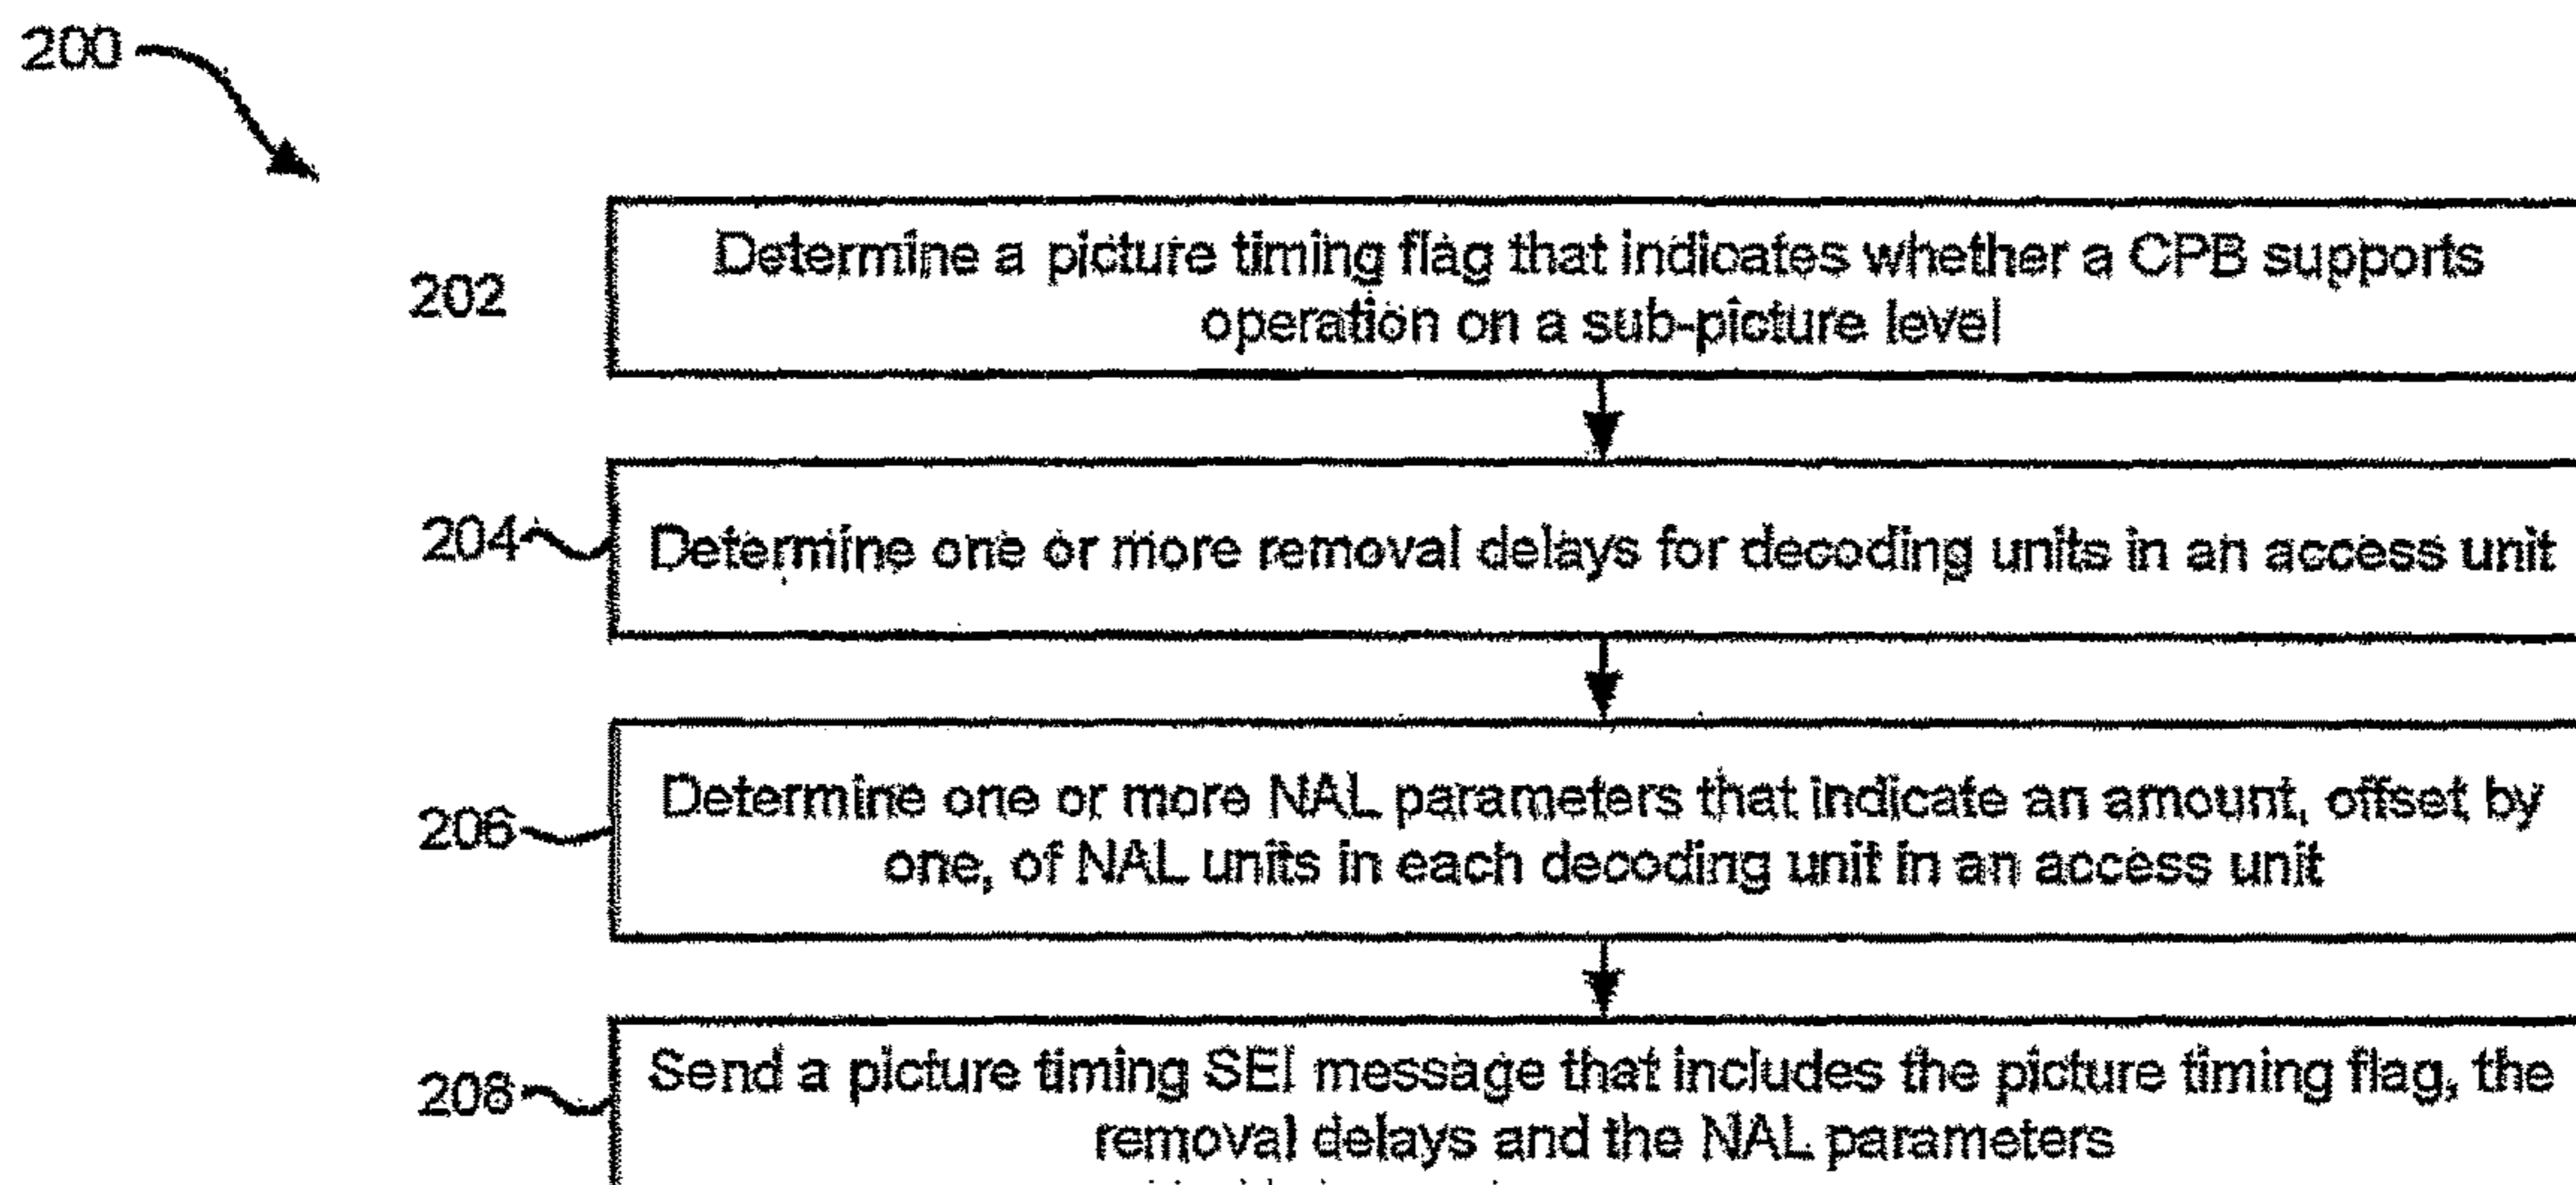 200
202
Determine a picture timing flag that indicates whether a CPB supports
operation on a sub-picture level
204
Determine one or more removal delays for decoding units in an access unit
206
Determine one or more NAL parameters that indicate an amount, offset by
one, of NAL units in each decoding unit in an access unit
208
Send a picture timing SEI message that includes the picture timing flag, the
removal delays and the NAL parameters